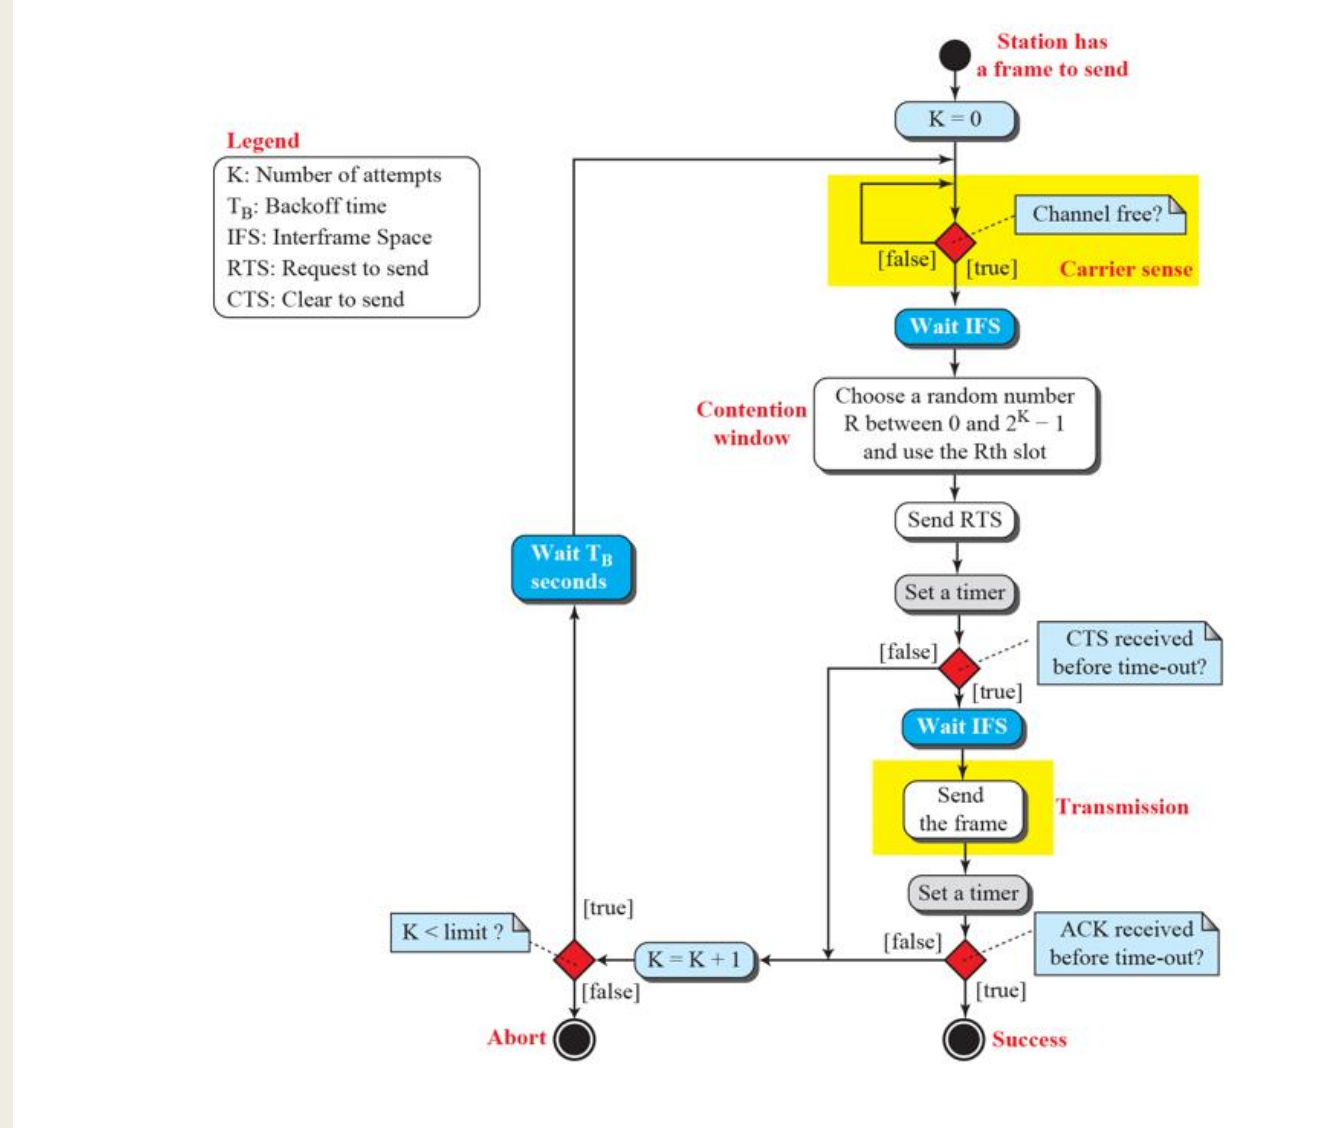 Station has
a frame to send
K = 0
Legend
K: Number of attempts
TB: Backoff time
IFS: Interframe Space
RTS: Request to send
CTS: Clear to send
Channel free?
[false]
[true]
Carrier sense
Wait IFS
Contention
window
Choose a random number
R between 0 and 2^K − 1
and use the Rth slot
Send RTS
Wait TB
seconds
Set a timer
CTS received
before time-out?
[false]
[true]
Wait IFS
Send
the frame
Transmission
Set a timer
[true]
K < limit ?
K = K + 1
[false]
ACK received
before time-out?
[false]
[true]
Abort
Success